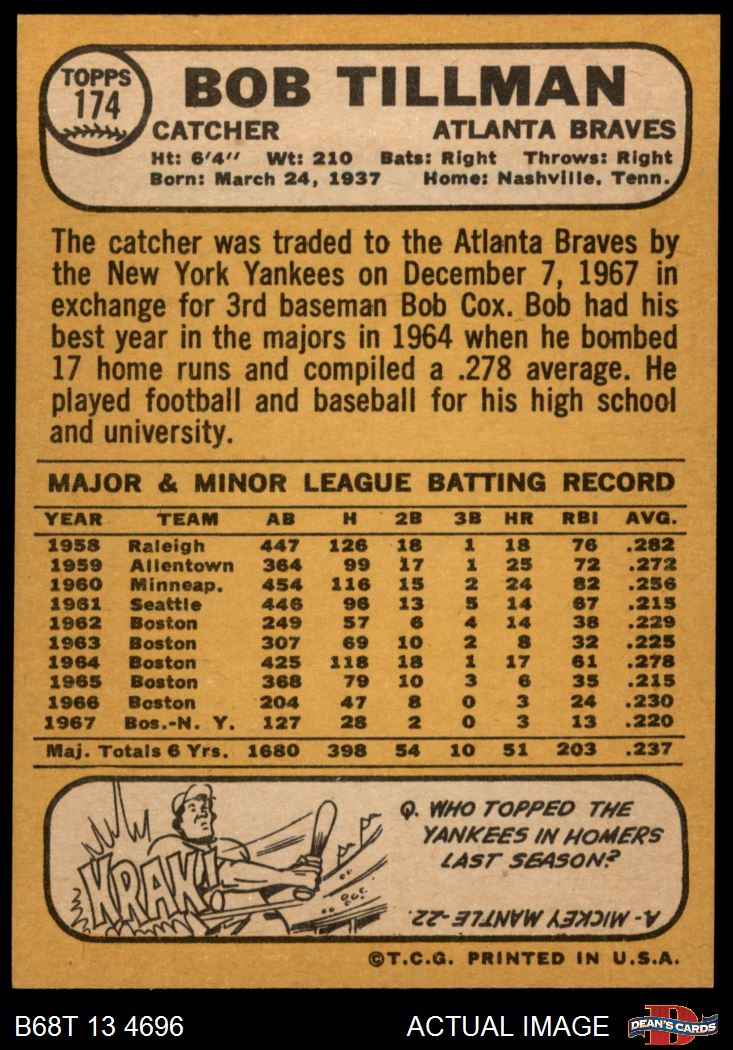 TOPPS
174
BOB TILLMAN
CATCHER ATLANTA BRAVES
Ht: 6'4" Wt: 210 Bats: Right Throws: Right
Born: March 24, 1937 Home: Nashville, Tenn.
The catcher was traded to the Atlanta Braves by
the New York Yankees on December 7, 1967 in
exchange for 3rd baseman Bob Cox. Bob had his
best year in the majors in 1964 when he bombed
17 home runs and compiled a .278 average. He
played football and baseball for his high school
and university.
MAJOR & MINOR LEAGUE BATTING RECORD
YEAR TEAM AB H 2B 3B HR RBI AVG.
1958 Raleigh 447 126 18 1 18 76 .282
1959 Allentown 364 99 17 1 25 72 .272
1960 Minneap. 454 116 15 2 24 82 .256
1961 Seattle 446 96 13 5 14 67 .215
1962 Boston 249 57 6 4 14 38 .229
1963 Boston 307 69 10 2 8 32 .225
1964 Boston 425 118 18 1 17 61 .278
1965 Boston 368 79 10 3 6 35 .215
1966 Boston 204 47 8 0 3 24 .230
1967 Bos.-N. Y. 127 28 2 0 3 13 .220
Maj. Totals 6 Yrs. 1680 398 54 10 51 203 .237
KRAK!
Q. WHO TOPPED THE
YANKEES IN HOMERS
LAST SEASON?
A- MICKEY MANTLE-22.
©T.C.G. PRINTED IN U.S.A.
B68T 13 4696 ACTUAL IMAGE
D
DEAN'S CARDS